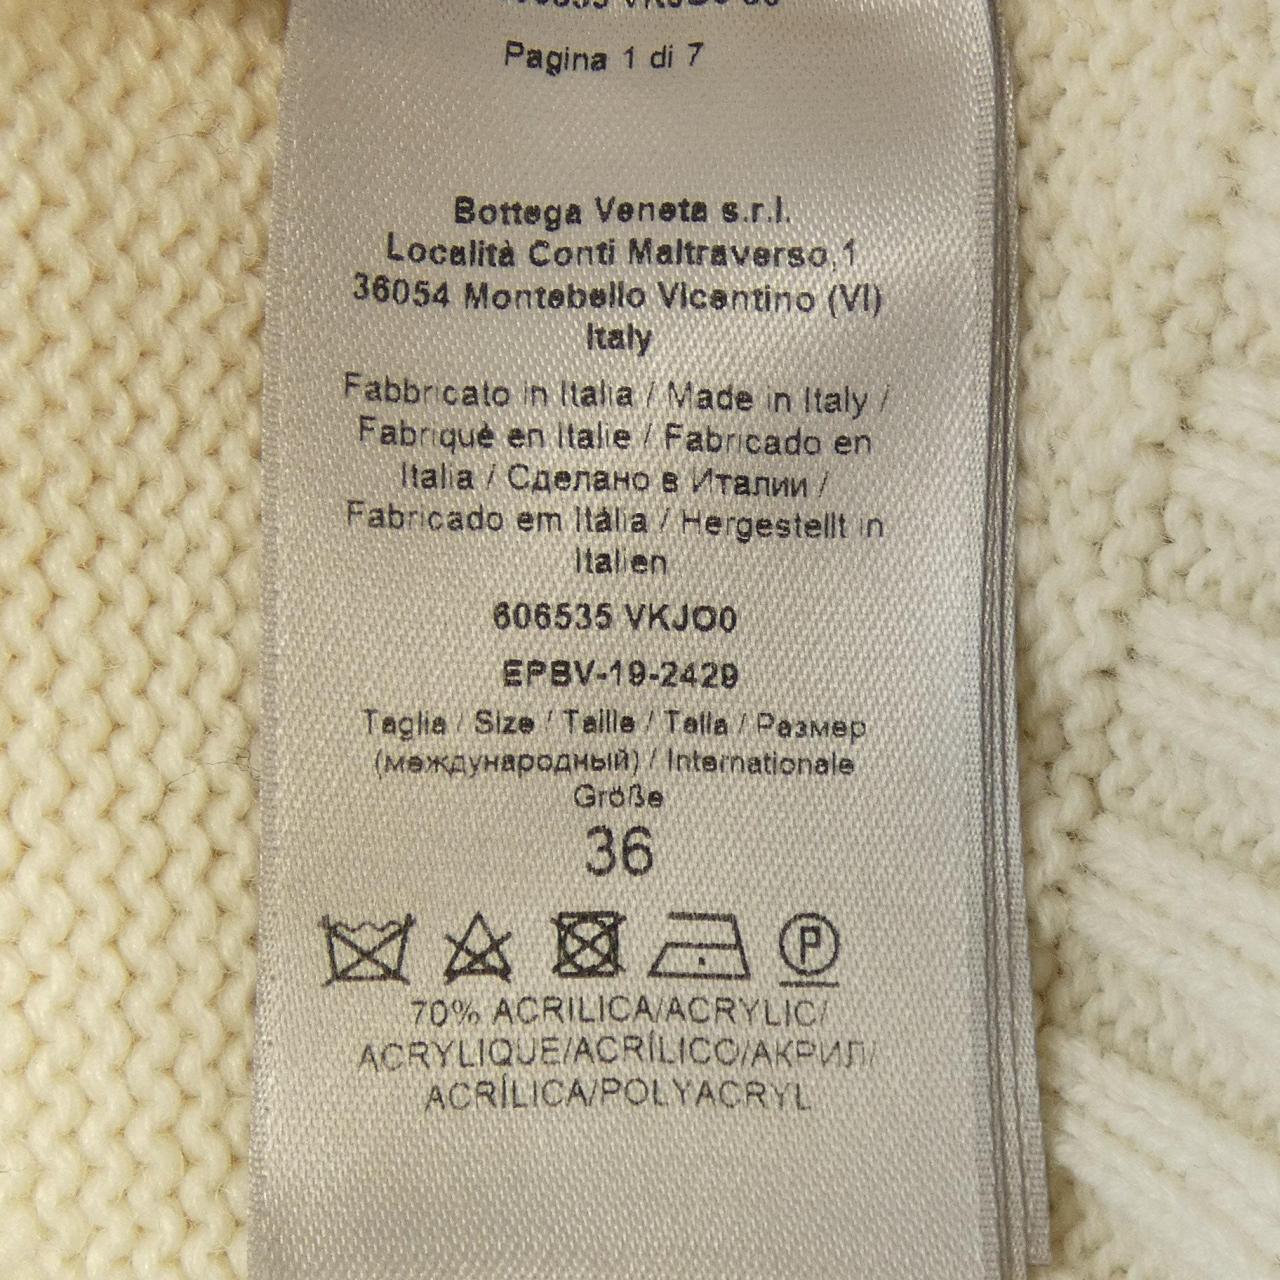 Pagina 1 di 7
Bottega Veneta s.r.l.
Località Conti Maltraverso,1
36054 Montebello Vicentino (VI)
Italy
Fabbricato in Italia / Made in Italy /
Fabriqué en Italie / Fabricado en
Italia / Сделано в Италии /
Fabricado em Itália / Hergestellt in
Italien
606535 VKJO0
EPBV-19-2429
Taglia / Size / Taille / Talla / Размер
(международный) / Internationale
Größe
36
P
70% ACRILICA/ACRYLIC/
ACRYLIQUE/ACRÍLICO/АКРИЛ/
ACRÍLICA/POLYACRYL